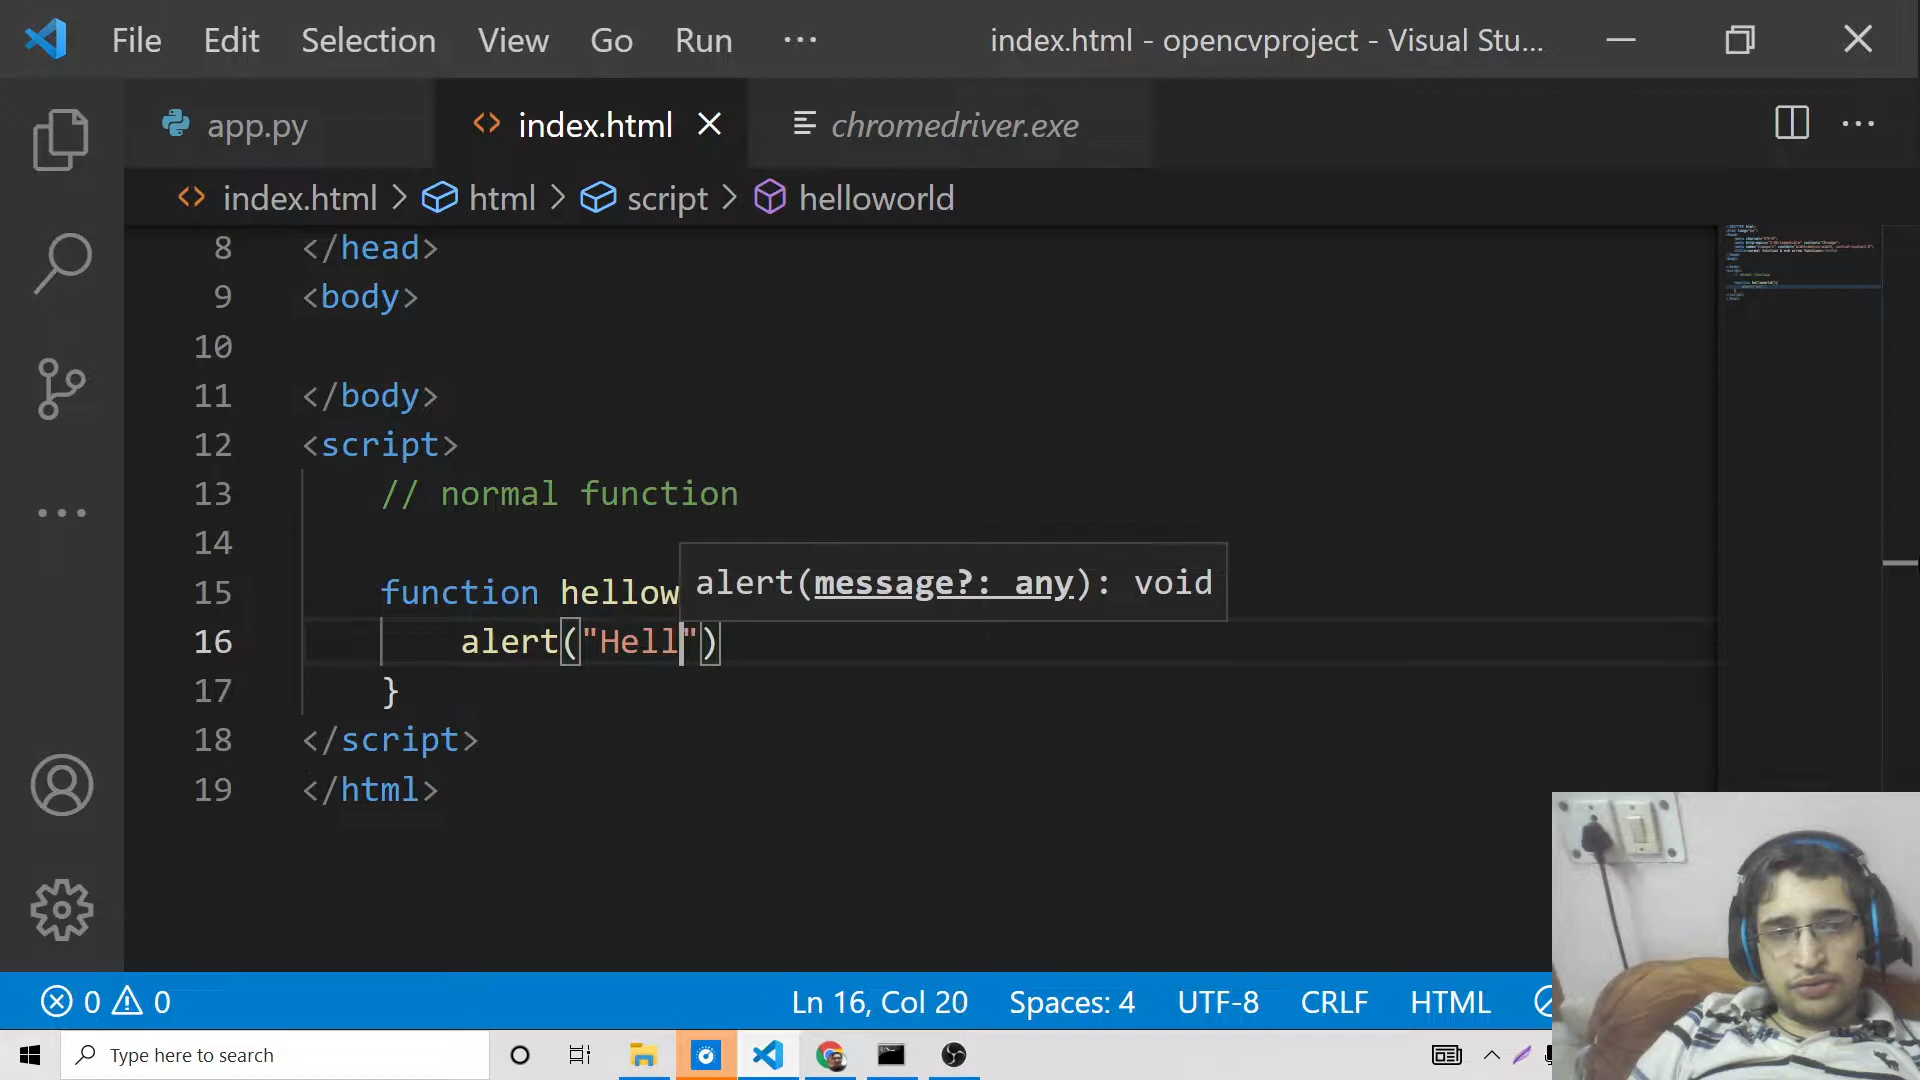 File Edit Selection View Go Run ··· index.html - opencvproject - Visual Stu...
app.py index.html chromedriver.exe
index.html > html > script > helloworld
8 </head>
9 <body>
10
11 </body>
12 <script>
13 // normal function
14
15 function hellow
alert(message?: any): void
16 alert("Hell")
17 }
18 </script>
19 </html>
0 0 Ln 16, Col 20 Spaces: 4 UTF-8 CRLF HTML
Type here to search